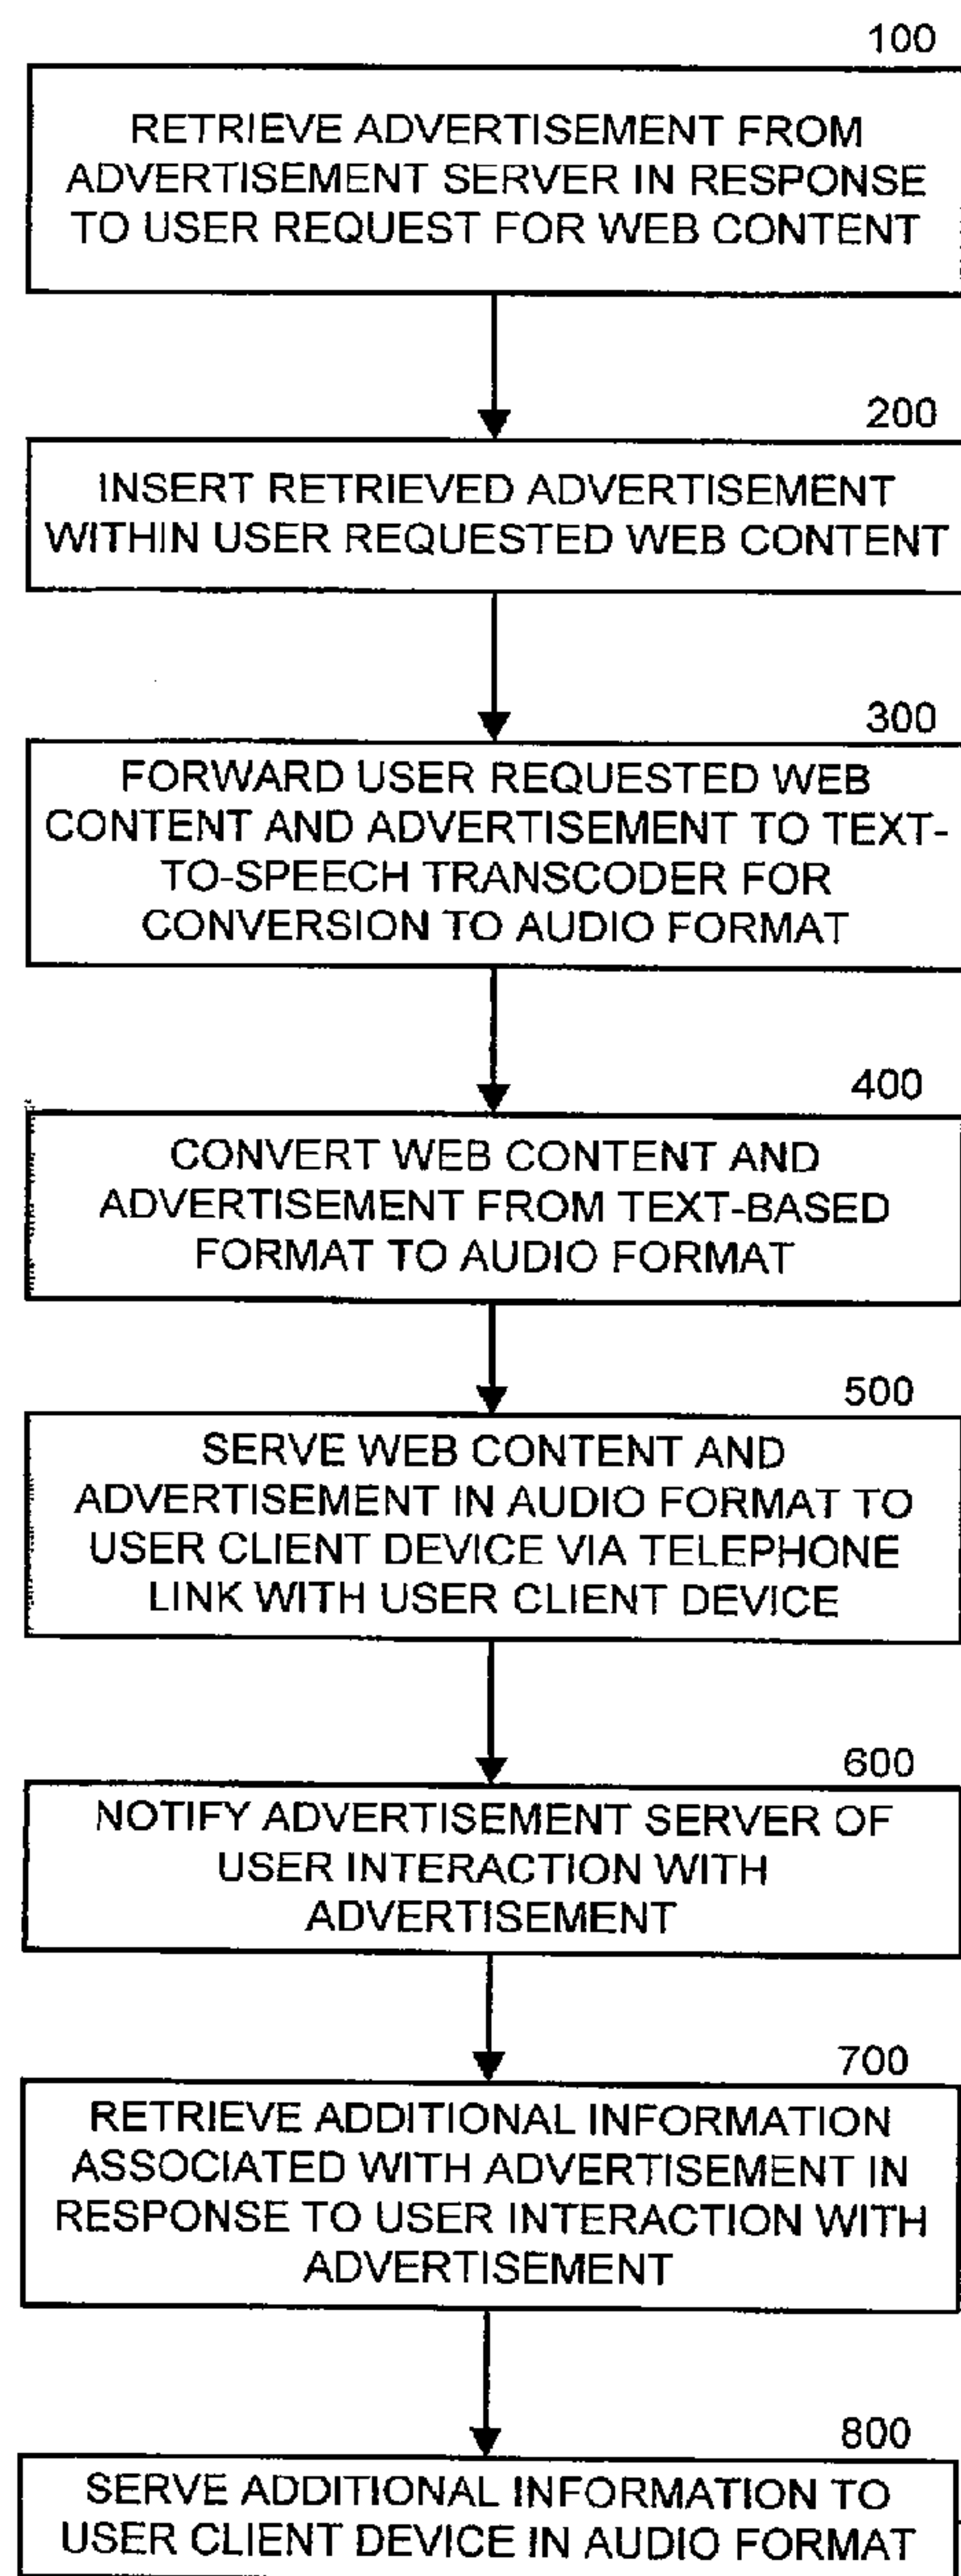 100
RETRIEVE ADVERTISEMENT FROM
ADVERTISEMENT SERVER IN RESPONSE
TO USER REQUEST FOR WEB CONTENT
200
INSERT RETRIEVED ADVERTISEMENT
WITHIN USER REQUESTED WEB CONTENT
300
FORWARD USER REQUESTED WEB
CONTENT AND ADVERTISEMENT TO TEXT-
TO-SPEECH TRANSCODER FOR
CONVERSION TO AUDIO FORMAT
400
CONVERT WEB CONTENT AND
ADVERTISEMENT FROM TEXT-BASED
FORMAT TO AUDIO FORMAT
500
SERVE WEB CONTENT AND
ADVERTISEMENT IN AUDIO FORMAT TO
USER CLIENT DEVICE VIA TELEPHONE
LINK WITH USER CLIENT DEVICE
600
NOTIFY ADVERTISEMENT SERVER OF
USER INTERACTION WITH
ADVERTISEMENT
700
RETRIEVE ADDITIONAL INFORMATION
ASSOCIATED WITH ADVERTISEMENT IN
RESPONSE TO USER INTERACTION WITH
ADVERTISEMENT
800
SERVE ADDITIONAL INFORMATION TO
USER CLIENT DEVICE IN AUDIO FORMAT